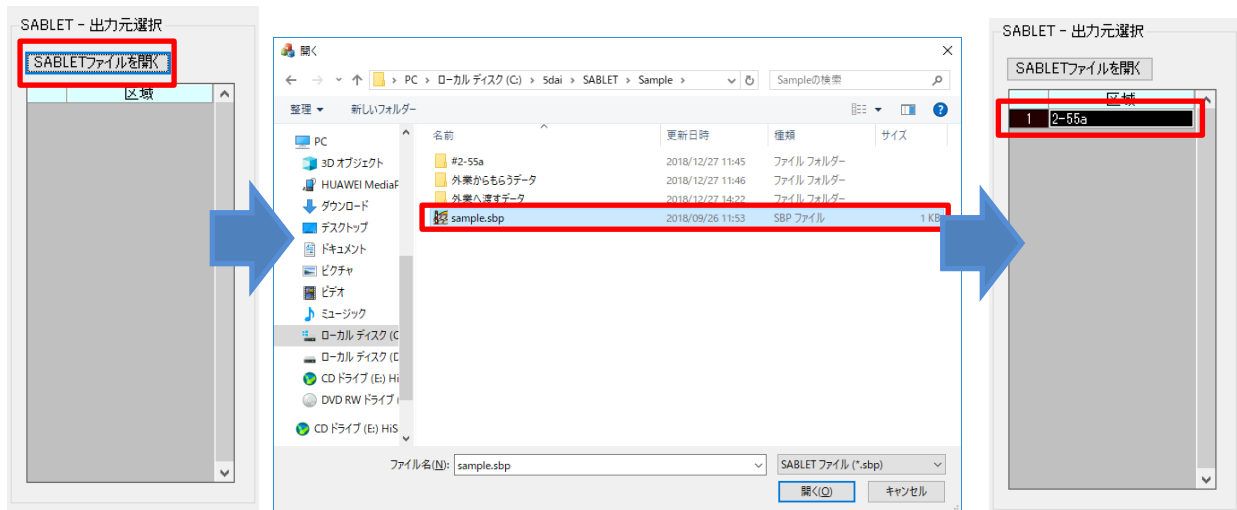 SABLET - 出力元選択
SABLETファイルを開く
区域
開く
PC › ローカル ディスク (C:) › 5dai › SABLET › Sample ›
Sampleの検索
整理 新しいフォルダー
名前 更新日時 種類 サイズ
#2-55a 2018/12/27 11:45 ファイル フォルダー
外業からもらうデータ 2018/12/27 11:46 ファイル フォルダー
外業へ渡すデータ 2018/12/27 14:22 ファイル フォルダー
sample.sbp 2018/09/26 11:53 SBP ファイル 1 KB
PC
3D オブジェクト
HUAWEI MediaP
ダウンロード
デスクトップ
ドキュメント
ピクチャ
ビデオ
ミュージック
ローカル ディスク (C
ローカル ディスク (D
CD ドライブ (E:) Hi
DVD RW ドライブ (
CD ドライブ (E:) HiS
ファイル名(N): sample.sbp
SABLET ファイル (*.sbp)
開く(O) キャンセル
SABLET - 出力元選択
SABLETファイルを開く
区域
1 2-55a